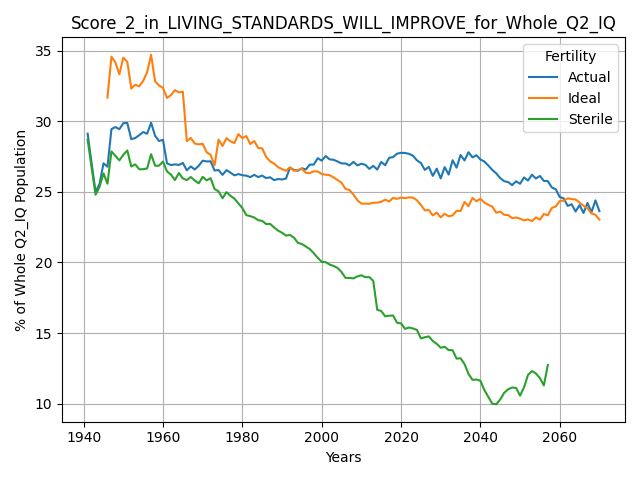 Score_2_in_LIVING_STANDARDS_WILL_IMPROVE_for_Whole_Q2_IQ
Fertility
Actual
Ideal
Sterile
% of Whole Q2_IQ Population
35
30
25
20
15
10
1940
1960
1980
2000
2020
2040
2060
Years